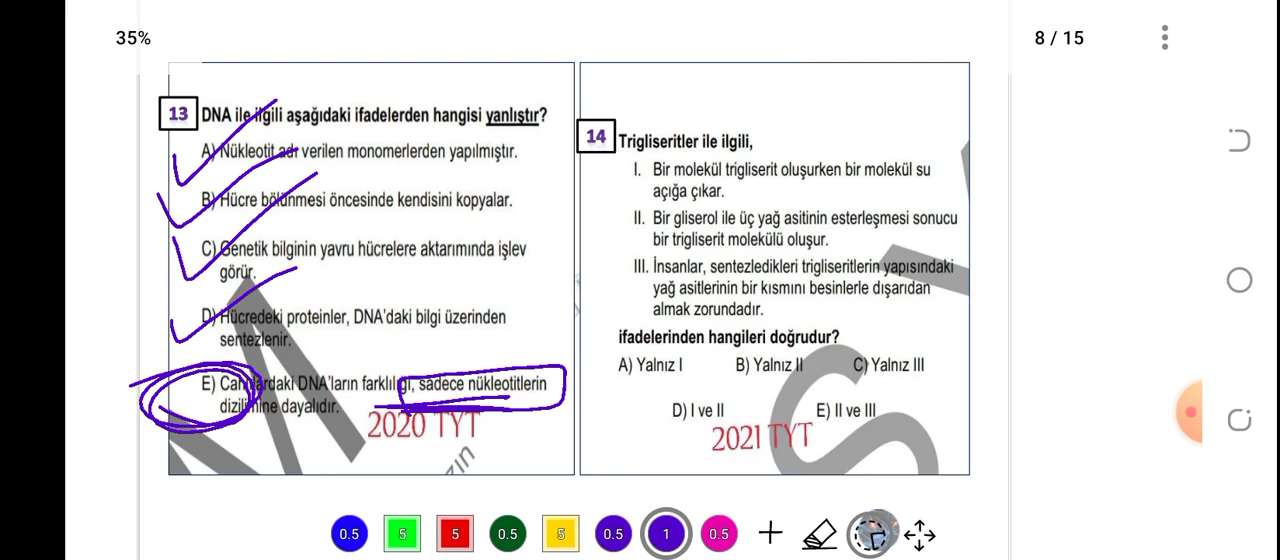 35%
8 / 15
13 DNA ile ilgili aşağıdaki ifadelerden hangisi yanlıştır?
A) Nükleotit adı verilen monomerlerden yapılmıştır.
B) Hücre bölünmesi öncesinde kendisini kopyalar.
C) Genetik bilginin yavru hücrelere aktarımında işlev
görür.
D) Hücredeki proteinler, DNA'daki bilgi üzerinden
sentezlenir.
E) Canlılardaki DNA'ların farklılığı, sadece nükleotitlerin
dizilimine dayalıdır.
2020 TYT
14 Trigliseritler ile ilgili,
I. Bir molekül trigliserit oluşurken bir molekül su
açığa çıkar.
II. Bir gliserol ile üç yağ asitinin esterleşmesi sonucu
bir trigliserit molekülü oluşur.
III. İnsanlar, sentezledikleri trigliseritlerin yapısındaki
yağ asitlerinin bir kısmını besinlerle dışarıdan
almak zorundadır.
ifadelerinden hangileri doğrudur?
A) Yalnız I B) Yalnız II C) Yalnız III
D) I ve II E) II ve III
2021 TYT
0.5 5 5 0.5 5 0.5 1 0.5